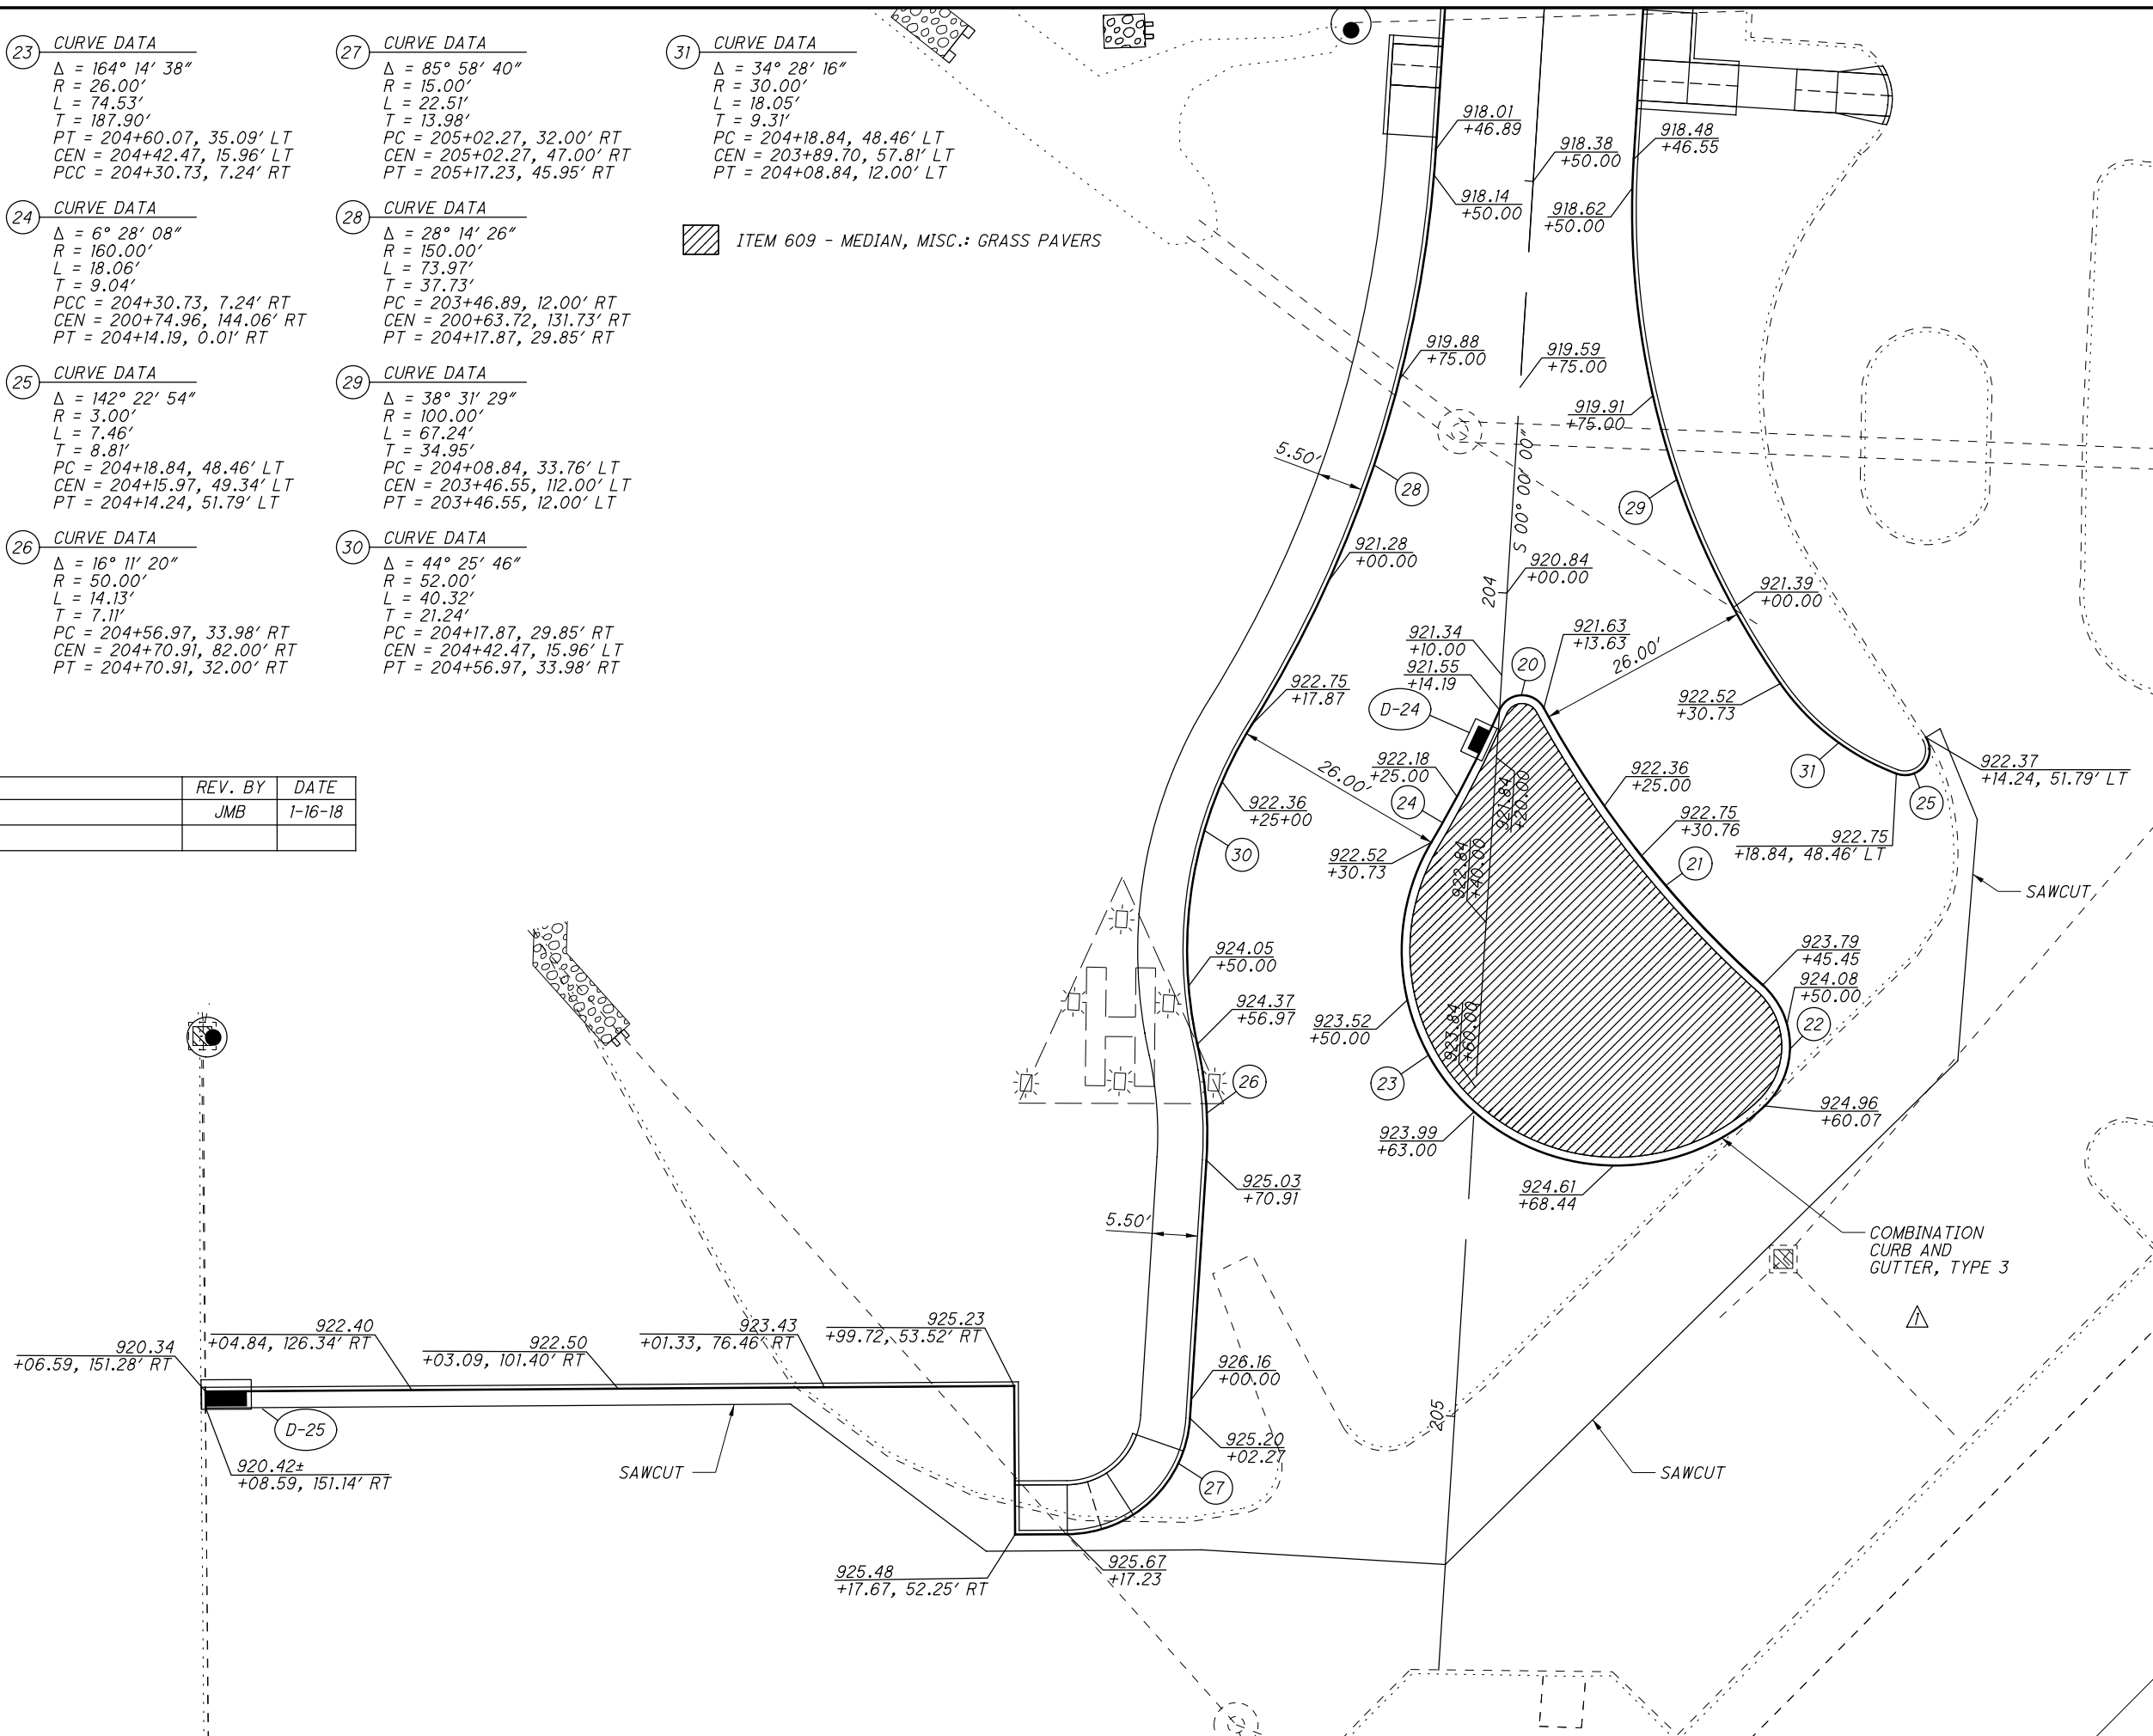 23 CURVE DATA
Δ = 164° 14' 38"
R = 26.00'
L = 74.53'
T = 187.90'
PT = 204+60.07, 35.09' LT
CEN = 204+42.47, 15.96' LT
PCC = 204+30.73, 7.24' RT
24 CURVE DATA
Δ = 6° 28' 08"
R = 160.00'
L = 18.06'
T = 9.04'
PCC = 204+30.73, 7.24' RT
CEN = 200+74.96, 144.06' RT
PT = 204+14.19, 0.01' RT
25 CURVE DATA
Δ = 142° 22' 54"
R = 3.00'
L = 7.46'
T = 8.81'
PC = 204+18.84, 48.46' LT
CEN = 204+15.97, 49.34' LT
PT = 204+14.24, 51.79' LT
26 CURVE DATA
Δ = 16° 11' 20"
R = 50.00'
L = 14.13'
T = 7.11'
PC = 204+56.97, 33.98' RT
CEN = 204+70.91, 82.00' RT
PT = 204+70.91, 32.00' RT
27 CURVE DATA
Δ = 85° 58' 40"
R = 15.00'
L = 22.51'
T = 13.98'
PC = 205+02.27, 32.00' RT
CEN = 205+02.27, 47.00' RT
PT = 205+17.23, 45.95' RT
28 CURVE DATA
Δ = 28° 14' 26"
R = 150.00'
L = 73.97'
T = 37.73'
PC = 203+46.89, 12.00' RT
CEN = 200+63.72, 131.73' RT
PT = 204+17.87, 29.85' RT
29 CURVE DATA
Δ = 38° 31' 29"
R = 100.00'
L = 67.24'
T = 34.95'
PC = 204+08.84, 33.76' LT
CEN = 203+46.55, 112.00' LT
PT = 203+46.55, 12.00' LT
30 CURVE DATA
Δ = 44° 25' 46"
R = 52.00'
L = 40.32'
T = 21.24'
PC = 204+17.87, 29.85' RT
CEN = 204+42.47, 15.96' LT
PT = 204+56.97, 33.98' RT
31 CURVE DATA
Δ = 34° 28' 16"
R = 30.00'
L = 18.05'
T = 9.31'
PC = 204+18.84, 48.46' LT
CEN = 203+89.70, 57.81' LT
PT = 204+08.84, 12.00' LT
ITEM 609 - MEDIAN, MISC.: GRASS PAVERS
REV. BY DATE
JMB 1-16-18
918.01
+46.89
918.38
+50.00
918.48
+46.55
918.14
+50.00
918.62
+50.00
919.88
+75.00
919.59
+75.00
919.91
+75.00
5.50'
28
29
S 00° 00' 00"
204
921.28
+00.00
920.84
+00.00
921.39
+00.00
921.34
+10.00
921.63
+13.63
20
26.00'
921.55
+14.19
922.75
+17.87
D-24
922.52
+30.73
26.00'
922.18
+25.00
24
921.84
+20.00
922.36
+25.00
31
922.37
+14.24, 51.79' LT
25
922.36
+25+00
922.75
+30.76
922.75
+18.84, 48.46' LT
30
922.52
+30.73
922.84
+40.00
21
SAWCUT
924.05
+50.00
923.79
+45.45
924.08
+50.00
924.37
+56.97
923.52
+50.00
923.84
+60.00
22
26
23
H
924.96
+60.07
923.99
+63.00
925.03
+70.91
924.61
+68.44
5.50'
COMBINATION
CURB AND
GUTTER, TYPE 3
1
920.34
+06.59, 151.28' RT
922.40
+04.84, 126.34' RT
922.50
+03.09, 101.40' RT
923.43
+01.33, 76.46' RT
925.23
+99.72, 53.52' RT
926.16
+00.00
205
D-25
925.20
+02.27
920.42±
+08.59, 151.14' RT
SAWCUT
27
SAWCUT
925.48
+17.67, 52.25' RT
925.67
+17.23